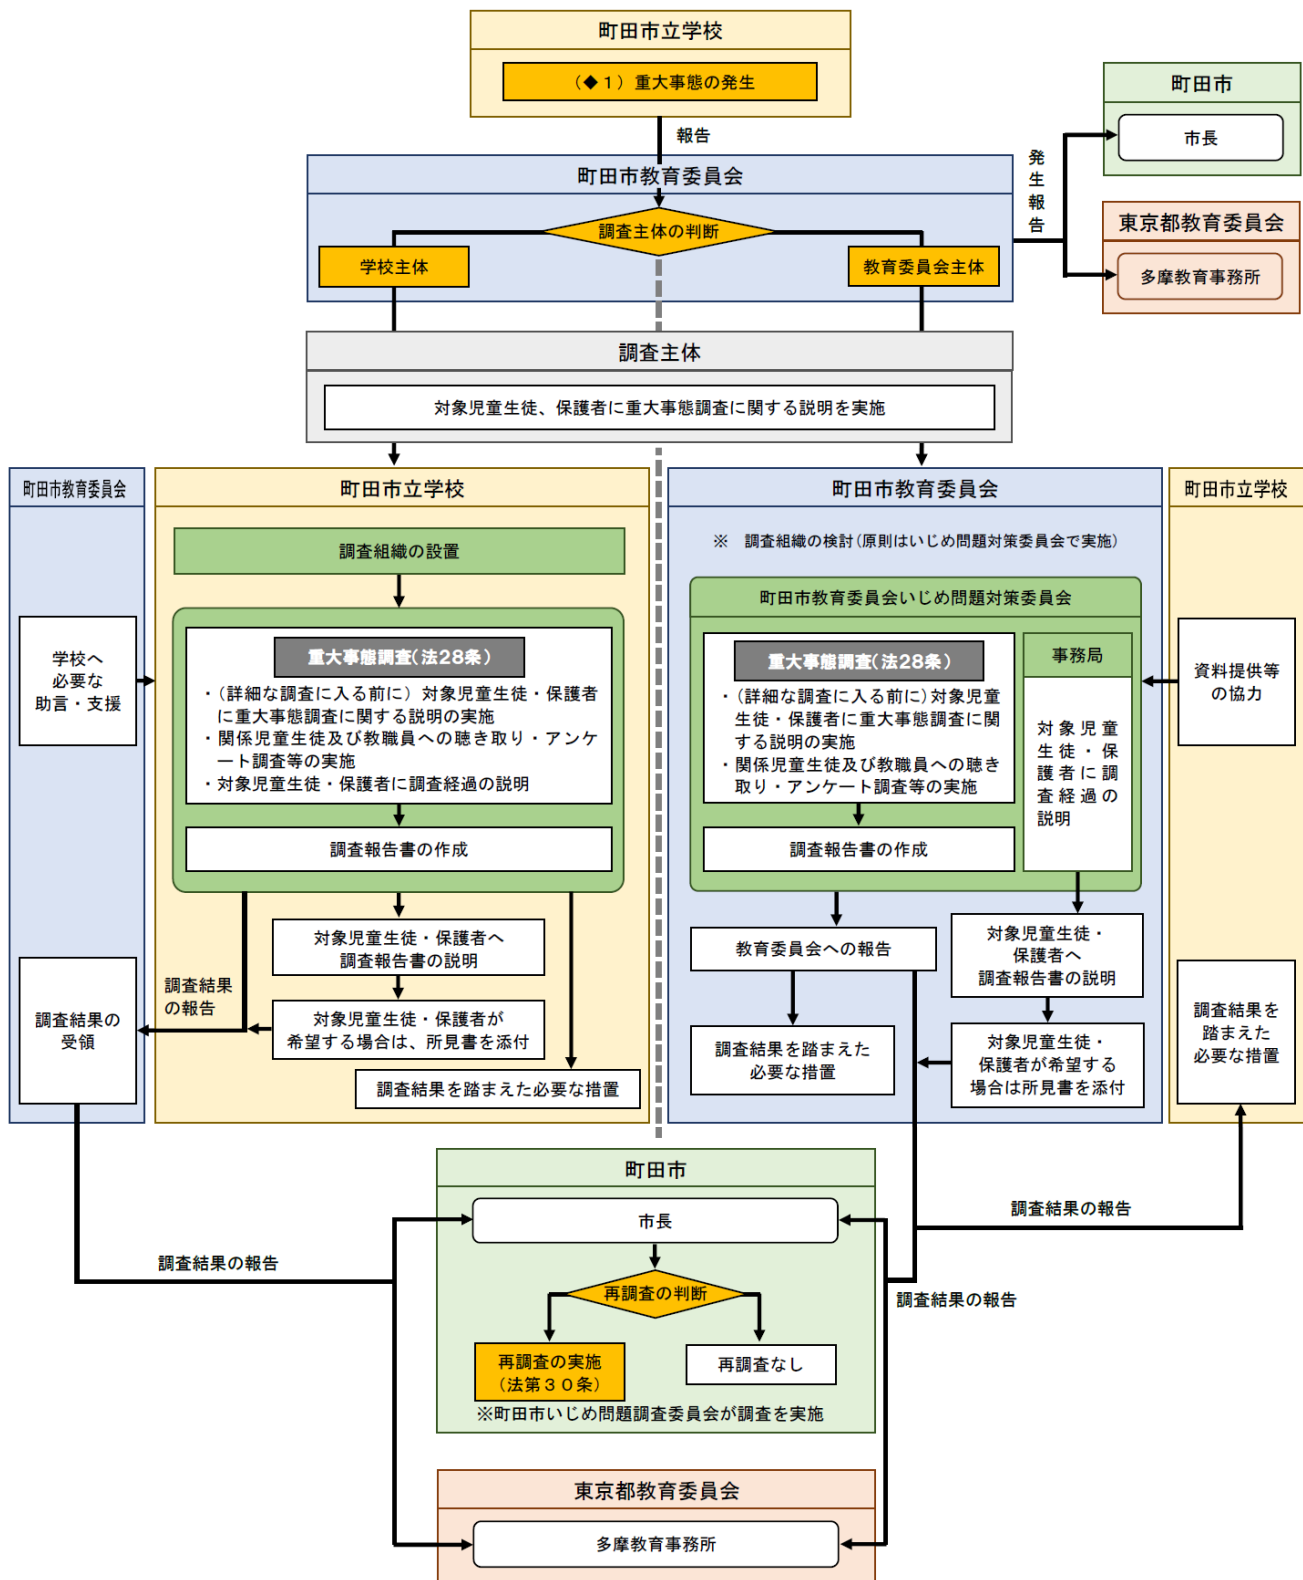 町田市立学校
（◆１）重大事態の発生
報告
町田市
市長
発生報告
東京都教育委員会
多摩教育事務所
町田市教育委員会
調査主体の判断
学校主体
教育委員会主体
調査主体
対象児童生徒、保護者に重大事態調査に関する説明を実施
町田市教育委員会
学校へ
必要な
助言・支援
調査結果の
受領
町田市立学校
調査組織の設置
重大事態調査（法28条）
・（詳細な調査に入る前に）対象児童生徒・保護者
に重大事態調査に関する説明の実施
・関係児童生徒及び教職員への聴き取り・アンケ
ート調査等の実施
・対象児童生徒・保護者に調査経過の説明
調査報告書の作成
対象児童生徒・保護者へ
調査報告書の説明
調査結果
の報告
対象児童生徒・保護者が
希望する場合は、所見書を添付
調査結果を踏まえた必要な措置
町田市教育委員会
※　調査組織の検討（原則はいじめ問題対策委員会で実施）
町田市教育委員会いじめ問題対策委員会
重大事態調査（法28条）
・（詳細な調査に入る前に）対象児童
生徒・保護者に重大事態調査に関
する説明の実施
・関係児童生徒及び教職員への聴き
取り・アンケート調査等の実施
調査報告書の作成
事務局
対象児童
生徒・保
護者に調
査経過の
説明
教育委員会への報告
調査結果を踏まえた
必要な措置
対象児童生徒・
保護者へ
調査報告書の説明
対象児童生徒・
保護者が希望する
場合は所見書を添付
町田市立学校
資料提供等
の協力
調査結果を
踏まえた
必要な措置
調査結果の報告
調査結果の報告
調査結果の報告
町田市
市長
再調査の判断
再調査の実施
（法第３０条）
再調査なし
※町田市いじめ問題調査委員会が調査を実施
東京都教育委員会
多摩教育事務所